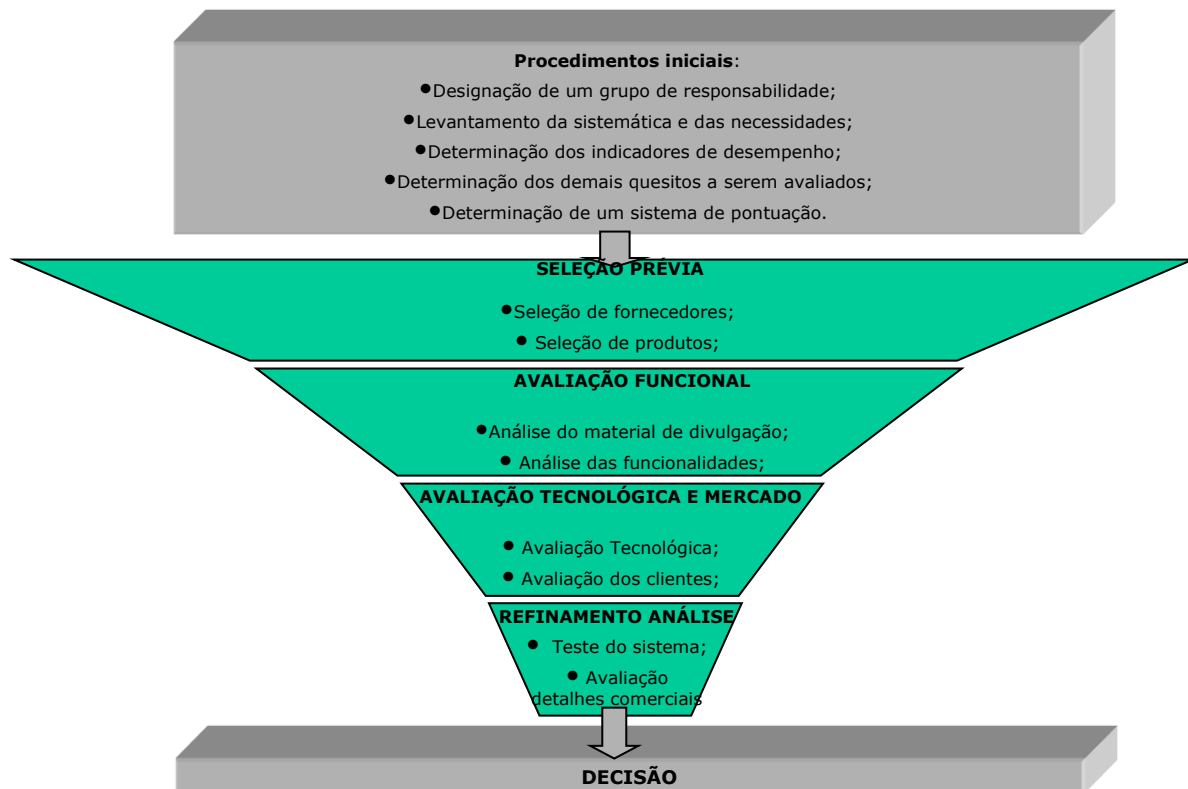 Procedimentos iniciais:
●Designação de um grupo de responsabilidade;
●Levantamento da sistemática e das necessidades;
●Determinação dos indicadores de desempenho;
●Determinação dos demais quesitos a serem avaliados;
●Determinação de um sistema de pontuação.
SELEÇÃO PRÉVIA
●Seleção de fornecedores;
● Seleção de produtos;
AVALIAÇÃO FUNCIONAL
●Análise do material de divulgação;
● Análise das funcionalidades;
AVALIAÇÃO TECNOLÓGICA E MERCADO
● Avaliação Tecnológica;
● Avaliação dos clientes;
REFINAMENTO ANÁLISE
● Teste do sistema;
● Avaliação
detalhes comerciais
DECISÃO